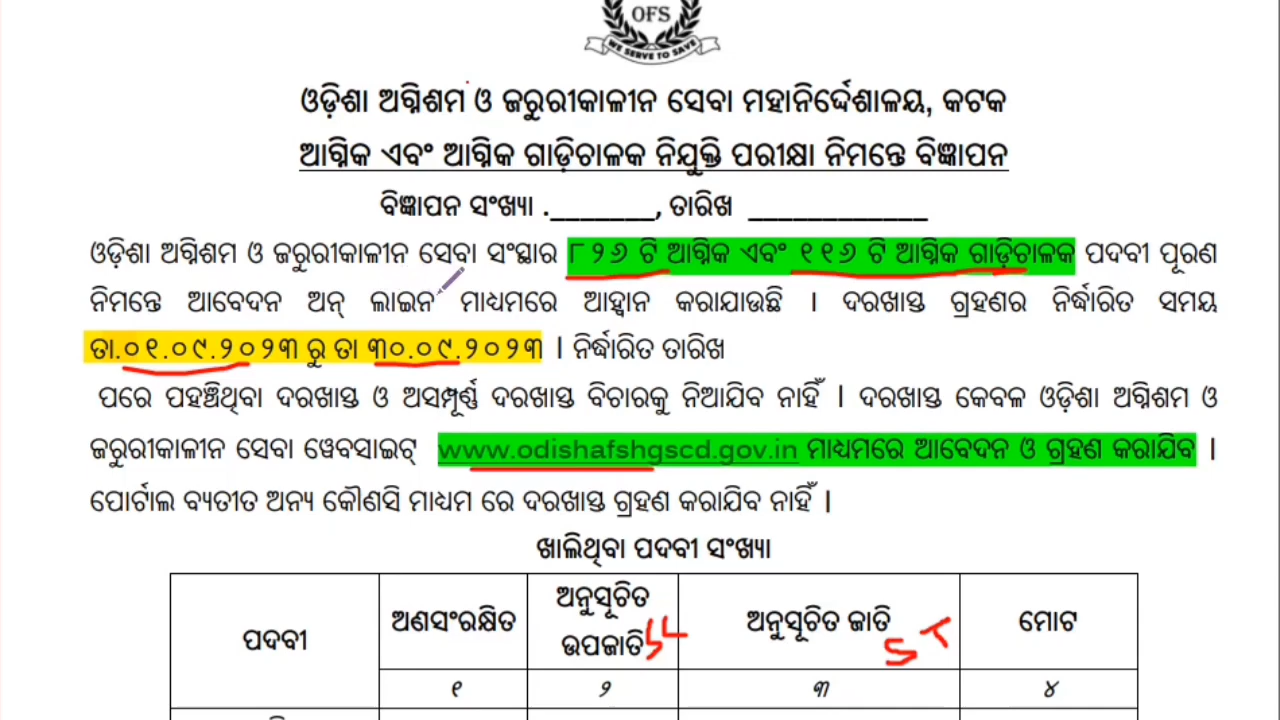 OFS
WE SERVE TO SAVE
ଓଡ଼ିଶା ଅଗ୍ନିଶମ ଓ ଜରୁରୀକାଳୀନ ସେବା ମହାନିର୍ଦ୍ଦେଶାଳୟ, କଟକ
ଆଗ୍ନିକ ଏବଂ ଆଗ୍ନିକ ଗାଡ଼ିଚାଳକ ନିଯୁକ୍ତି ପରୀକ୍ଷା ନିମନ୍ତେ ବିଜ୍ଞାପନ
ବିଜ୍ଞାପନ ସଂଖ୍ୟା .________, ତାରିଖ ______________
ଓଡ଼ିଶା ଅଗ୍ନିଶମ ଓ ଜରୁରୀକାଳୀନ ସେବା ସଂସ୍ଥାର ୮୨୬ ଟି ଆଗ୍ନିକ ଏବଂ ୧୧୬ ଟି ଆଗ୍ନିକ ଗାଡ଼ିଚାଳକ ପଦବୀ ପୂରଣ
ନିମନ୍ତେ ଆବେଦନ ଅନ୍ ଲାଇନ ମାଧ୍ୟମରେ ଆହ୍ୱାନ କରାଯାଉଛି । ଦରଖାସ୍ତ ଗ୍ରହଣର ନିର୍ଦ୍ଧାରିତ ସମୟ
ତା.୦୧.୦୯.୨୦୨୩ ରୁ ତା ୩୦.୦୯.୨୦୨୩ । ନିର୍ଦ୍ଧାରିତ ତାରିଖ
ପରେ ପହଞ୍ଚିଥିବା ଦରଖାସ୍ତ ଓ ଅସମ୍ପୂର୍ଣ୍ଣ ଦରଖାସ୍ତ ବିଚାରକୁ ନିଆଯିବ ନାହିଁ । ଦରଖାସ୍ତ କେବଳ ଓଡ଼ିଶା ଅଗ୍ନିଶମ ଓ
ଜରୁରୀକାଳୀନ ସେବା ୱେବସାଇଟ୍ www.odishafshgscd.gov.in ମାଧ୍ୟମରେ ଆବେଦନ ଓ ଗ୍ରହଣ କରାଯିବ ।
ପୋର୍ଟାଲ ବ୍ୟତୀତ ଅନ୍ୟ କୌଣସି ମାଧ୍ୟମ ରେ ଦରଖାସ୍ତ ଗ୍ରହଣ କରାଯିବ ନାହିଁ ।
ଖାଲିଥିବା ପଦବୀ ସଂଖ୍ୟା
ପଦବୀ ଅଣସଂରକ୍ଷିତ ଅନୁସୂଚିତ ଉପଜାତି ଅନୁସୂଚିତ ଜାତି ମୋଟ
୧ ୨ ୩ ୪